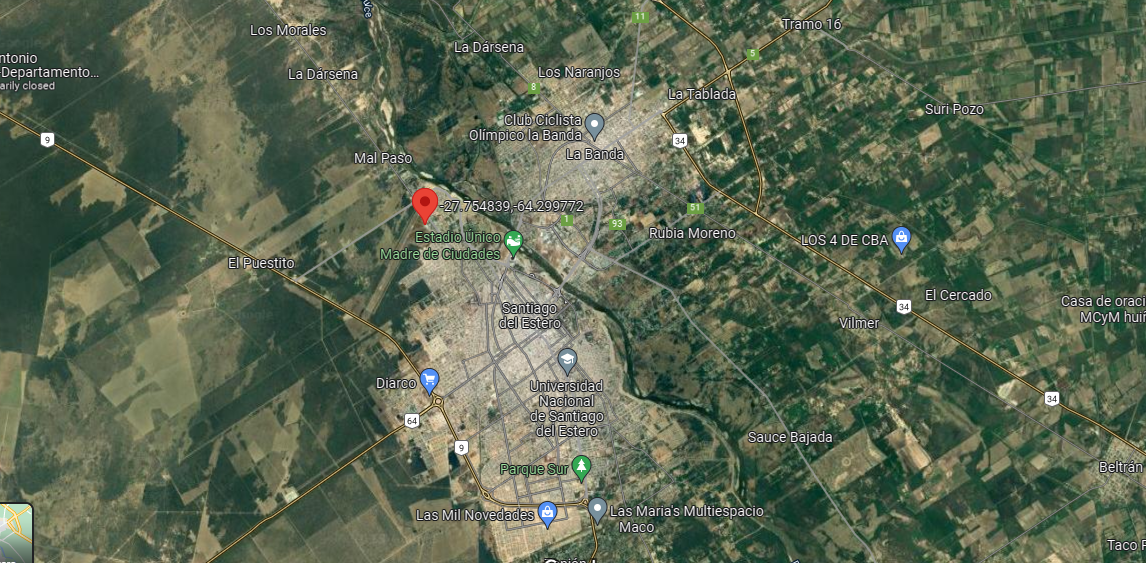 Los Morales
Tramo 16
11
La Dársena
5
ntonio
-Departamento...
arily closed
La Dársena
Los Naranjos
8
La Tablada
Suri Pozo
Club Ciclista
Olímpico la Banda
9
34
La Banda
Mal Paso
-27.754839,-64.299772
51
1
93
Rubia Moreno
Estadio Único
Madre de Ciudades
LOS 4 DE CBA
El Puestito
El Cercado
Casa de oraci
MCyM huiñ
34
Santiago
del Estero
Vilmer
Diarco
Universidad
Nacional
de Santiago
del Estero
34
64
9
Sauce Bajada
Parque Sur
Beltrán
Las Mil Novedades
Las Maria's Multiespacio
Maco